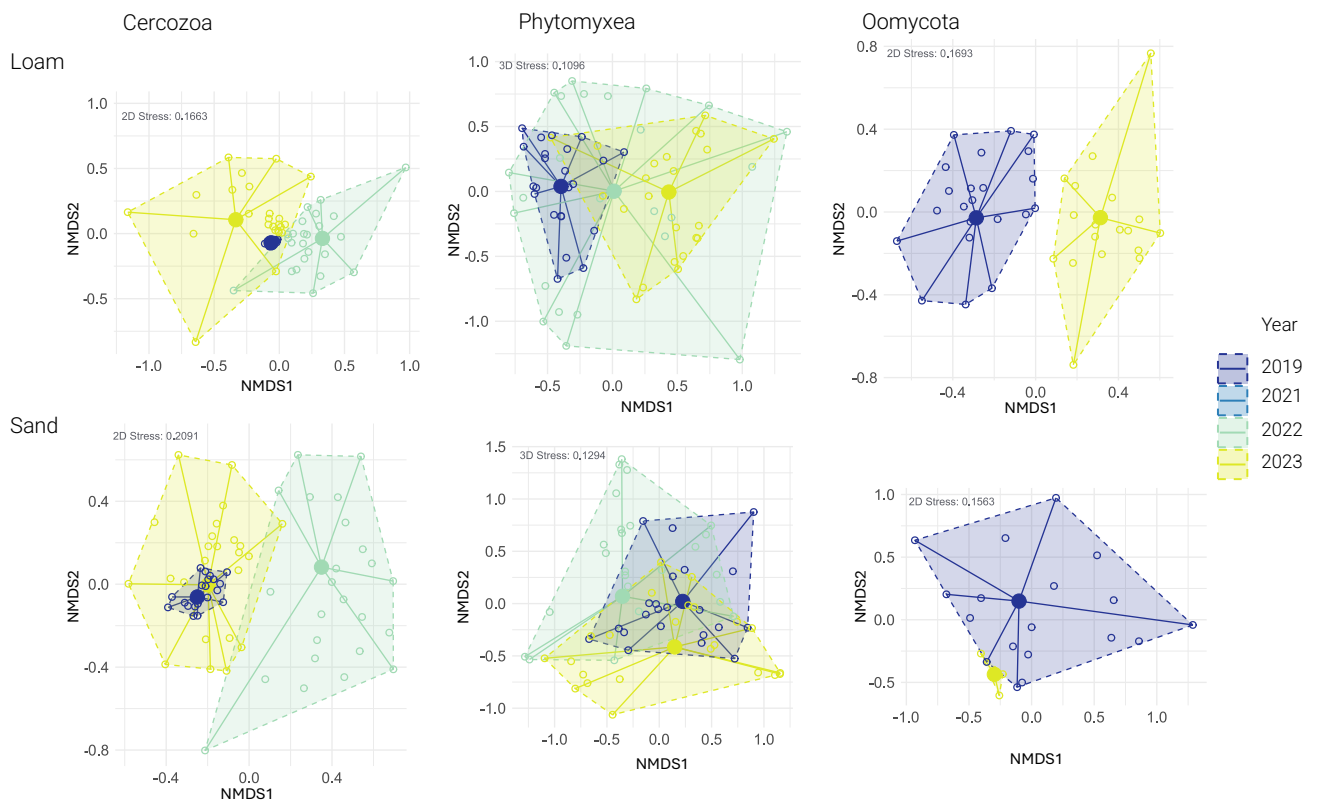 Cercozoa
Phytomyxea
Oomycota
Loam
2D Stress: 0.1663
1.0
0.5
0.0
-0.5
NMDS2
-1.0
-0.5
0.0
0.5
1.0
NMDS1
3D Stress: 0.1096
1.0
0.5
0.0
-0.5
-1.0
NMDS2
-0.5
0.0
0.5
1.0
NMDS1
2D Stress: 0.1693
0.8
0.4
0.0
-0.4
-0.8
NMDS2
-0.4
0.0
0.4
NMDS1
Year
2019
2021
2022
2023
Sand
2D Stress: 0.2091
0.4
0.0
-0.4
-0.8
NMDS2
-0.4
0.0
0.4
NMDS1
3D Stress: 0.1294
1.5
1.0
0.5
0.0
-0.5
-1.0
NMDS2
-1.0
-0.5
0.0
0.5
1.0
NMDS1
2D Stress: 0.1563
1.0
0.5
0.0
-0.5
NMDS2
-1.0
-0.5
0.0
0.5
1.0
NMDS1